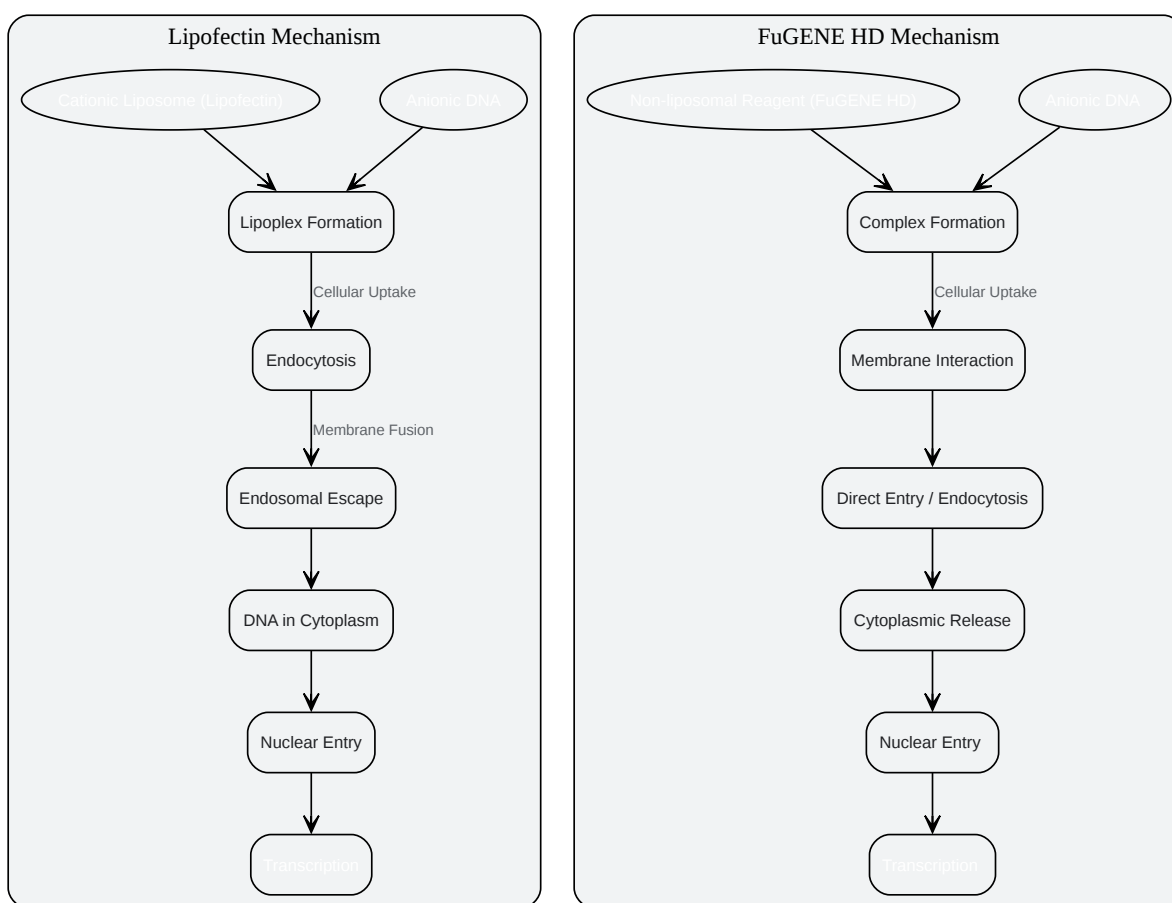 Lipofectin Mechanism
Cationic Liposome (Lipofectin)
Anionic DNA
Lipoplex Formation
Cellular Uptake
Endocytosis
Membrane Fusion
Endosomal Escape
DNA in Cytoplasm
Nuclear Entry
Transcription
FuGENE HD Mechanism
Non-liposomal Reagent (FuGENE HD)
Anionic DNA
Complex Formation
Cellular Uptake
Membrane Interaction
Direct Entry / Endocytosis
Cytoplasmic Release
Nuclear Entry
Transcription